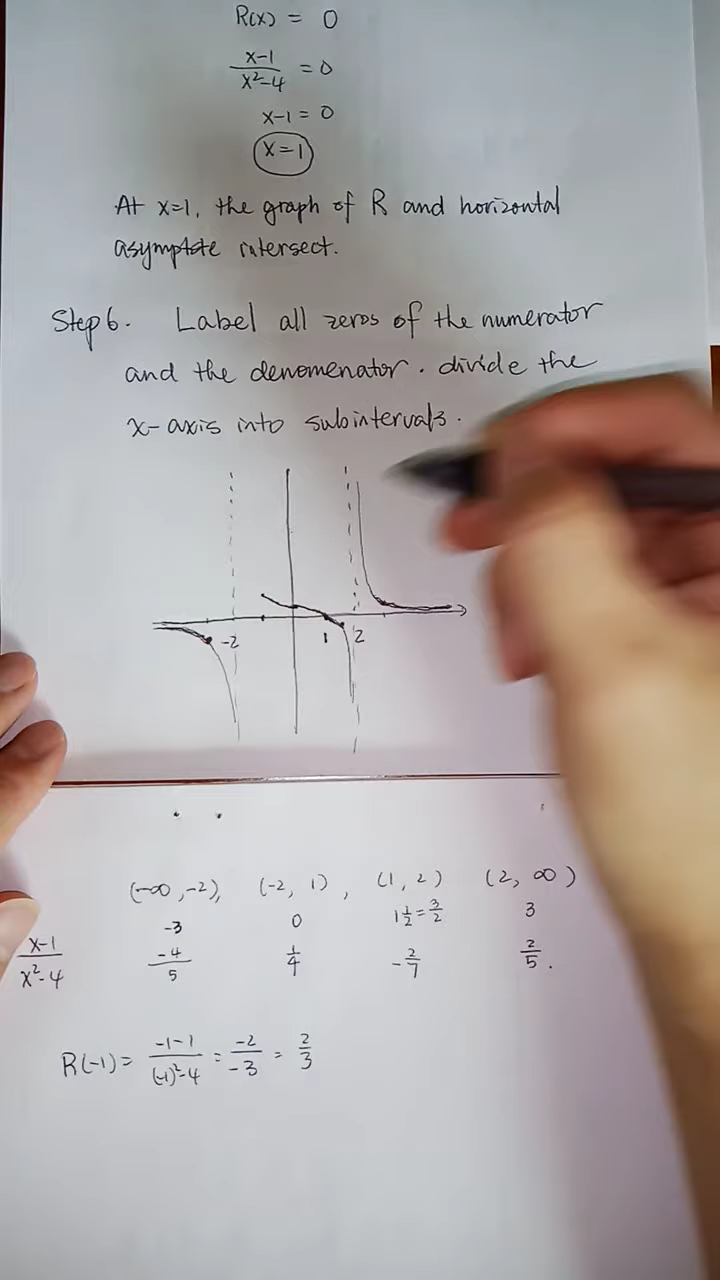 R(x) = 0
x-1 / x²-4 = 0
x-1 = 0
x=1
At x=1, the graph of R and horizontal
asymptote intersect.
Step 6. Label all zeros of the numerator
and the denomenator. divide the
x-axis into subintervals.
-2 1 2
(-∞, -2), (-2, 1), (1, 2) (2, ∞)
-3 0 1 1/2 = 3/2 3
x-1 / x²-4 -4/5 1/4 -2/7 2/5.
R(-1) = -1-1 / (-1)²-4 = -2/-3 = 2/3